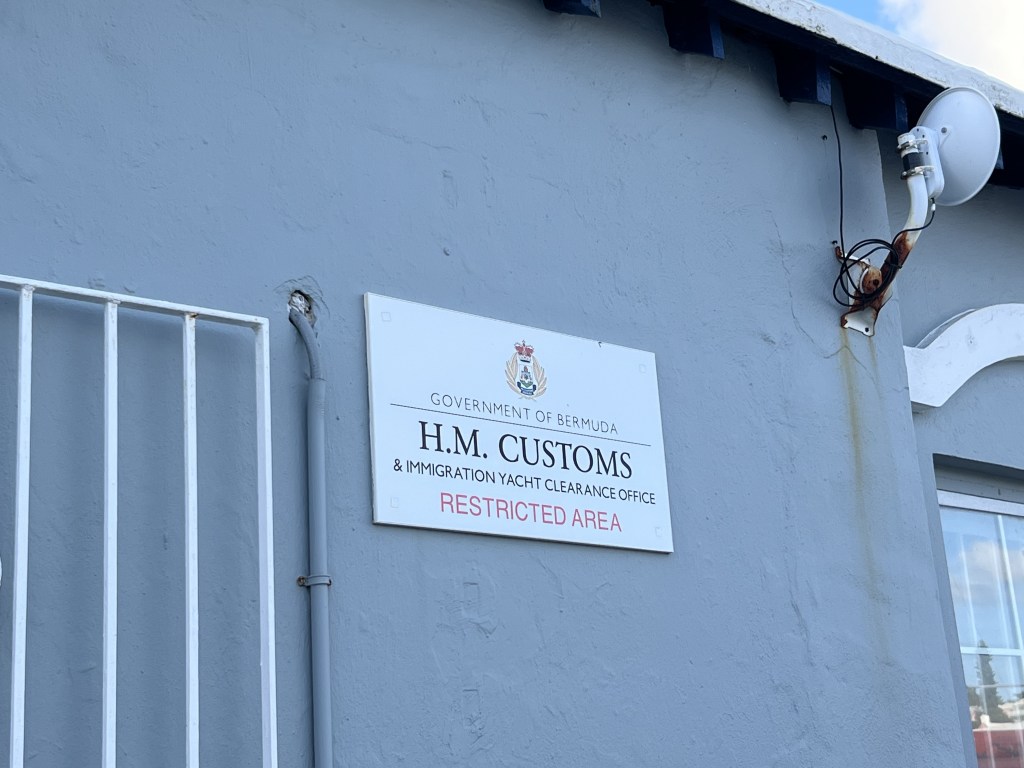 GOVERNMENT OF BERMUDA
H.M. CUSTOMS
& IMMIGRATION YACHT CLEARANCE OFFICE
RESTRICTED AREA